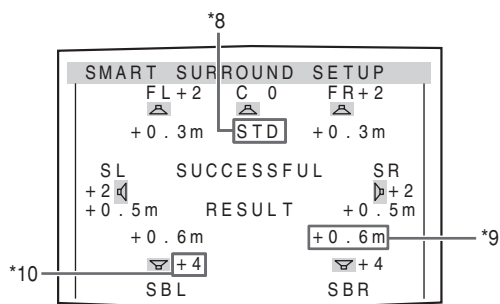 *8
SMART SURROUND SETUP
FL+2 C 0 FR+2
+0.3m STD +0.3m
SL SUCCESSFUL SR
+2 +2
+0.5m RESULT +0.5m
+0.6m +0.6m *9
*10 +4 +4
SBL SBR